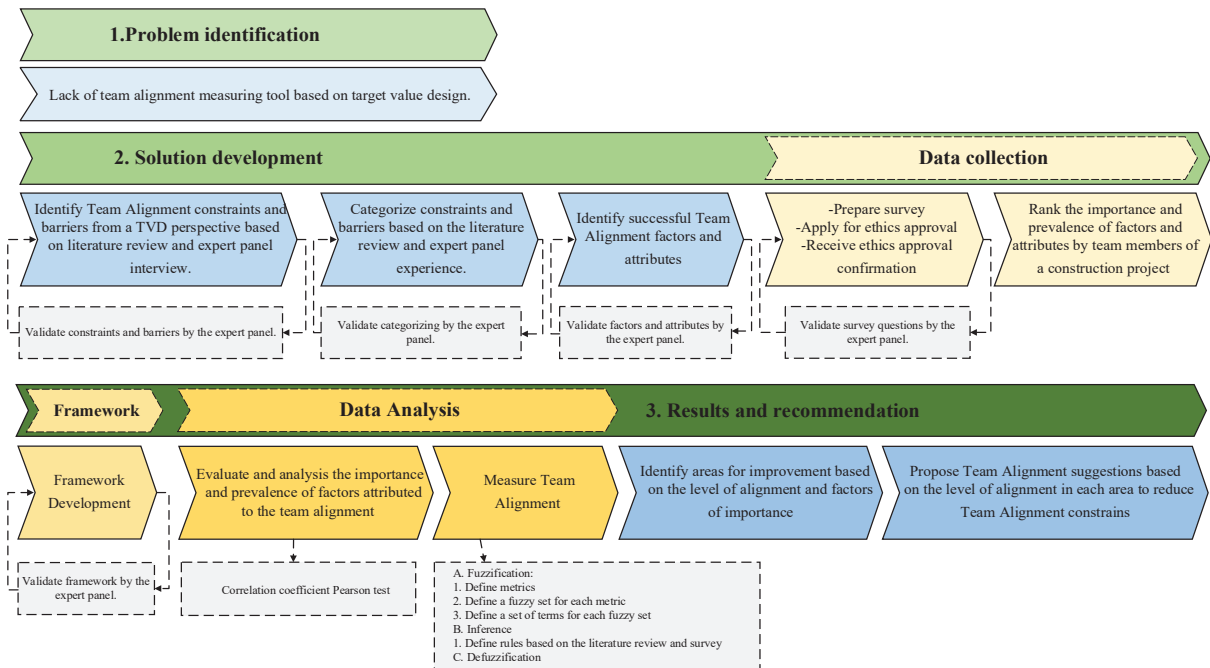 1.Problem identification
Lack of team alignment measuring tool based on target value design.
2. Solution development
Data collection
Identify Team Alignment constraints and
barriers from a TVD perspective based
on literature review and expert panel
interview.
Categorize constraints and
barriers based on the literature
review and expert panel
experience.
Identify successful Team
Alignment factors and
attributes
-Prepare survey
-Apply for ethics approval
-Receive ethics approval
confirmation
Rank the importance and
prevalence of factors and
attributes by team members of
a construction project
Validate constraints and barriers by the expert panel.
Validate categorizing by the expert
panel.
Validate factors and attributes by
the expert panel.
Validate survey questions by the
expert panel.
Framework
Data Analysis
3. Results and recommendation
Framework
Development
Evaluate and analysis the importance
and prevalence of factors attributed
to the team alignment
Measure Team
Alignment
Identify areas for improvement based
on the level of alignment and factors
of importance
Propose Team Alignment suggestions based
on the level of alignment in each area to reduce
Team Alignment constrains
Validate framework by the
expert panel.
Correlation coefficient Pearson test
A. Fuzzification:
1. Define metrics
2. Define a fuzzy set for each metric
3. Define a set of terms for each fuzzy set
B. Inference
1. Define rules based on the literature review and survey
C. Defuzzification